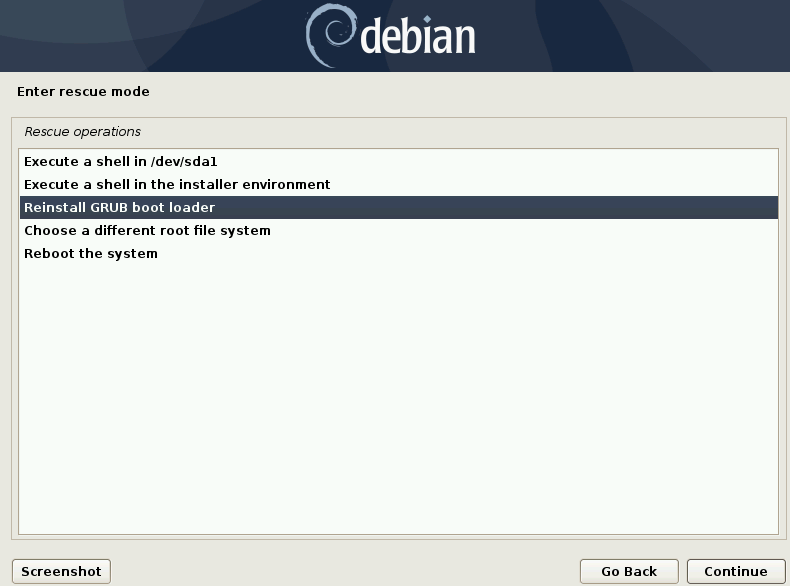 debian
Enter rescue mode
Rescue operations
Execute a shell in /dev/sda1
Execute a shell in the installer environment
Reinstall GRUB boot loader
Choose a different root file system
Reboot the system
Screenshot
Go Back
Continue